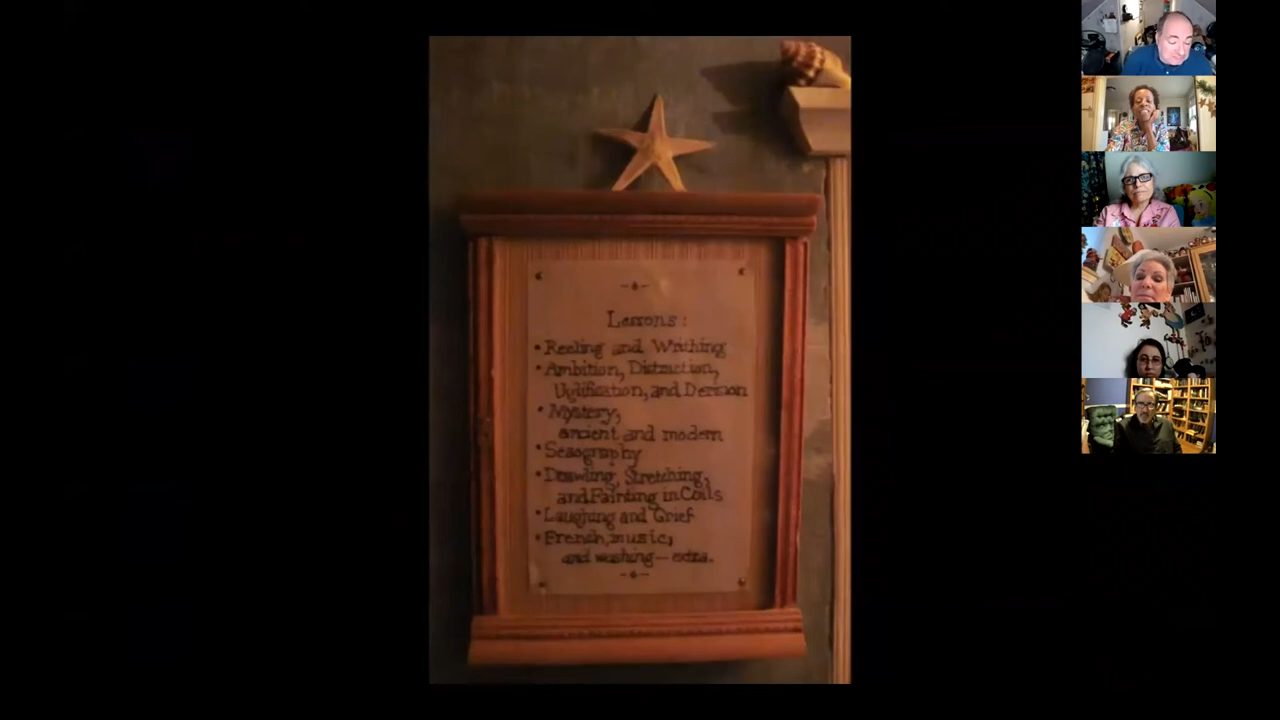 Lessons:
• Reeling and Writhing
• Ambition, Distraction,
Uglification, and Derision
• Mystery,
ancient and modern
• Seaography
• Drawling, Stretching,
and Fainting in Coils
• Laughing and Grief
• French, music,
and washing—extra.